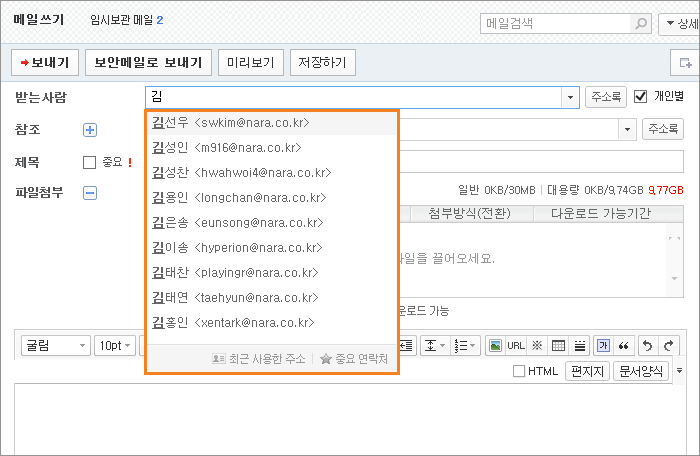 메일쓰기 임시보관 메일 2 메일검색 상세
보내기 보안메일로 보내기 미리보기 저장하기
받는사람 김 주소록 개인별
참조 주소록
제목 중요 !
파일첨부 일반 0KB/30MB 대용량 0KB/9,74GB 9,77GB
첨부방식(전환) 다운로드 가능기간
파일을 끌어오세요.
운로드 가능
김선우 <swkim@nara.co.kr>
김성인 <m916@nara.co.kr>
김성찬 <hwahwoi4@nara.co.kr>
김용인 <longchan@nara.co.kr>
김은송 <eunsong@nara.co.kr>
김이송 <hyperion@nara.co.kr>
김태찬 <playingr@nara.co.kr>
김태연 <taehyun@nara.co.kr>
김홍인 <xentark@nara.co.kr>
최근 사용한 주소 중요 연락처
굴림 10pt URL ※ 가 “
HTML 편지지 문서양식